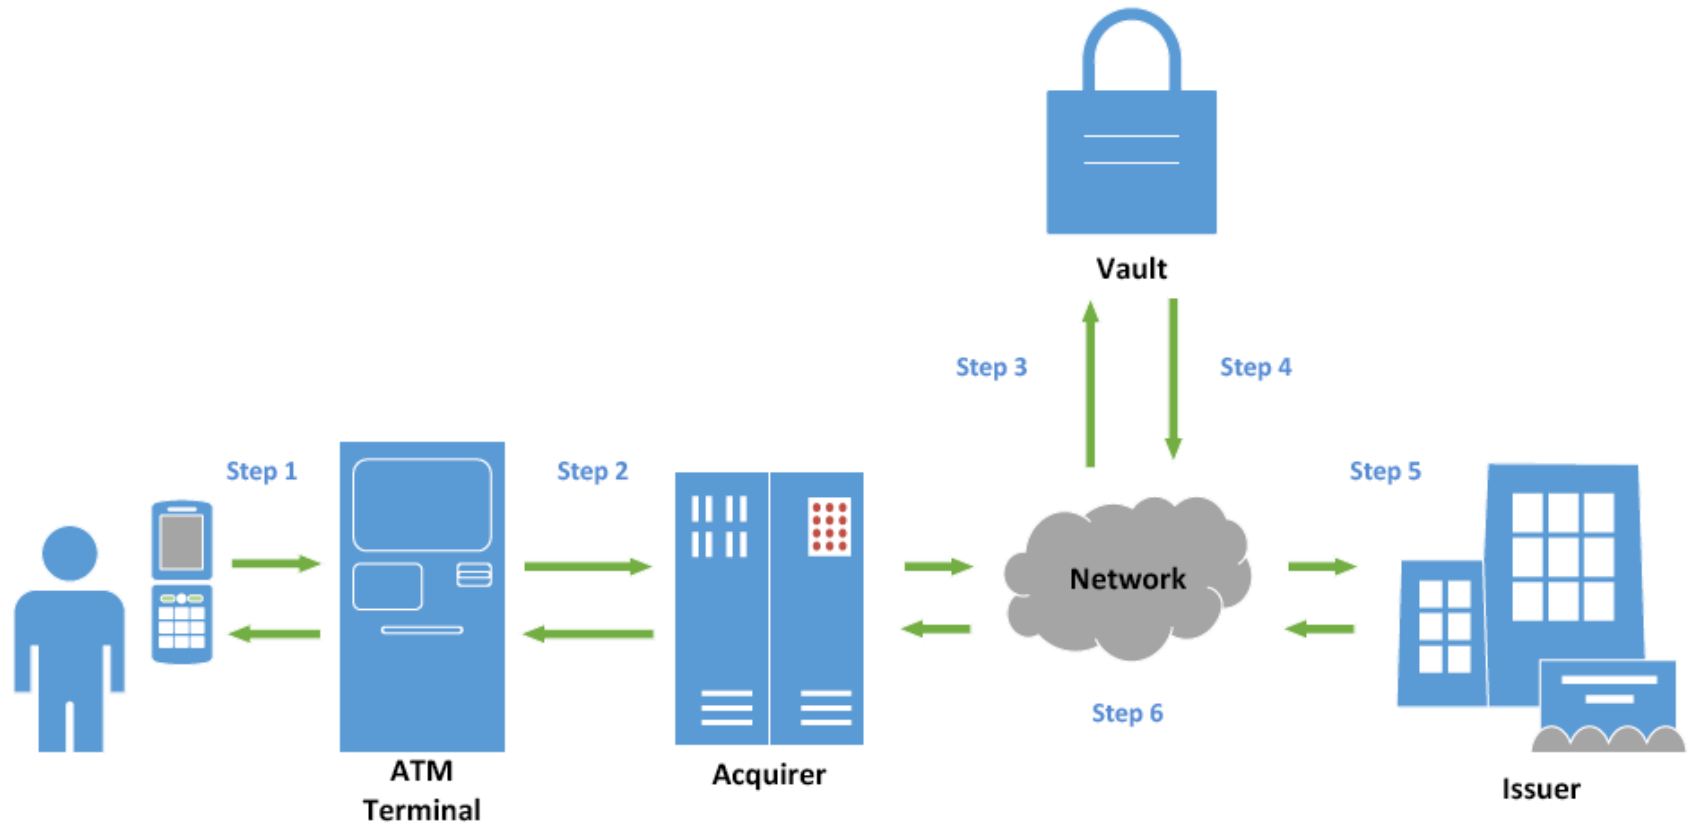 Vault
Step 3
Step 4
Step 1
Step 2
Step 5
Network
Step 6
ATM
Terminal
Acquirer
Issuer